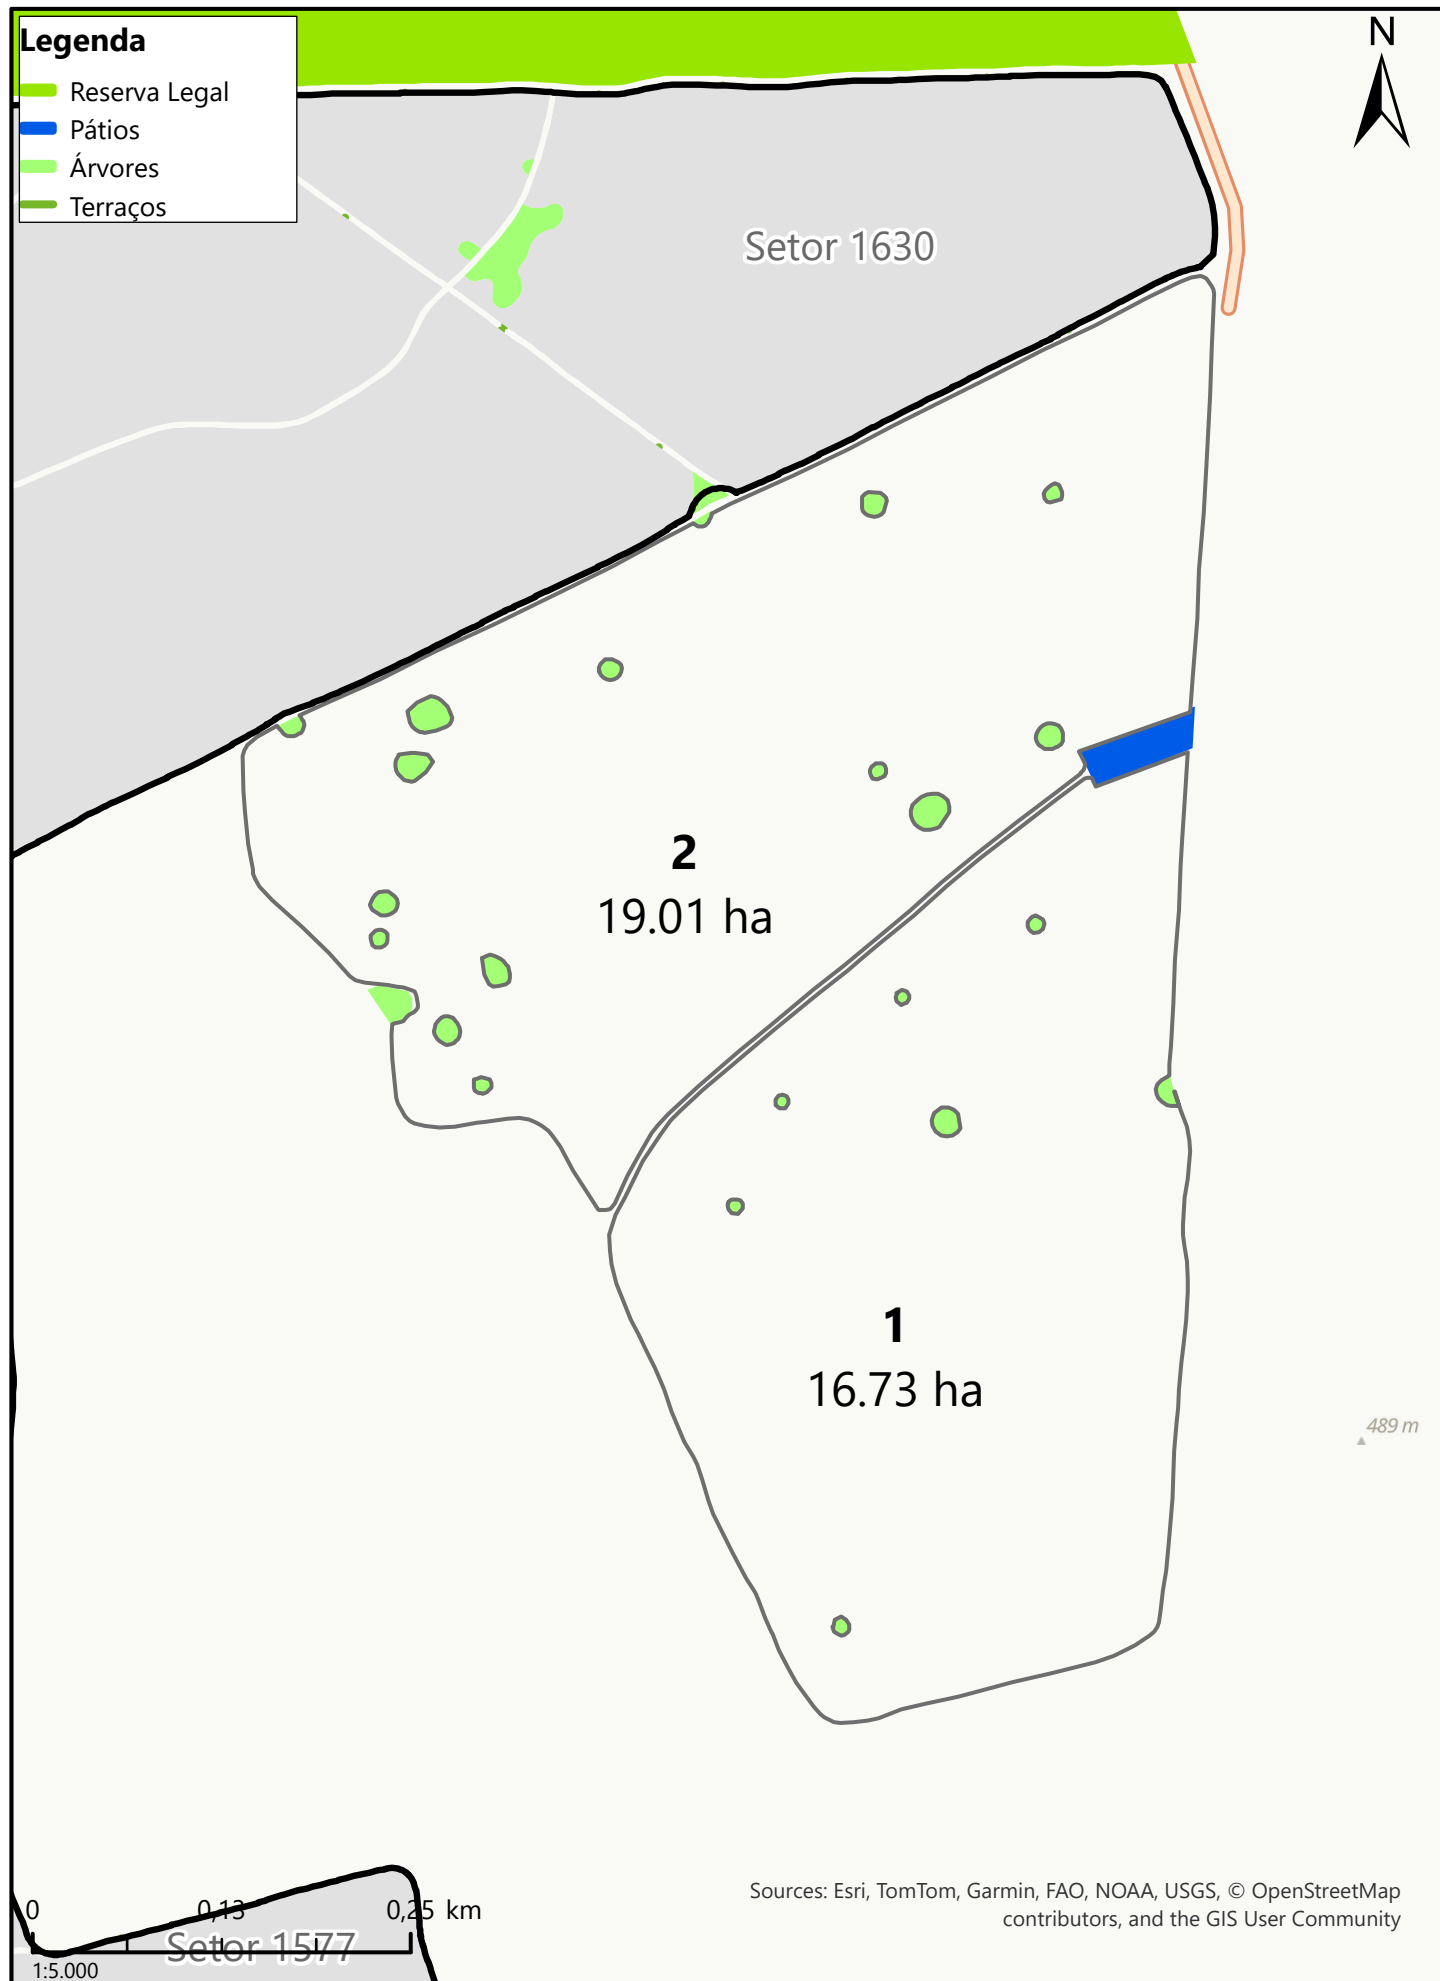 Legenda
Reserva Legal
Pátios
Árvores
Terraços
N
Setor 1630
2
19.01 ha
1
16.73 ha
489 m
Sources: Esri, TomTom, Garmin, FAO, NOAA, USGS, © OpenStreetMap
contributors, and the GIS User Community
0 0,13 0,25 km
Setor 1577
1:5.000